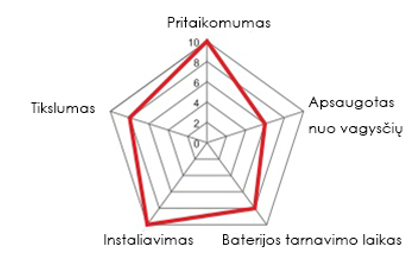 Pritaikomumas
10
8
6
4
2
0
Tikslumas
Apsaugotas
nuo vagysčių
Instaliavimas
Baterijos tarnavimo laikas